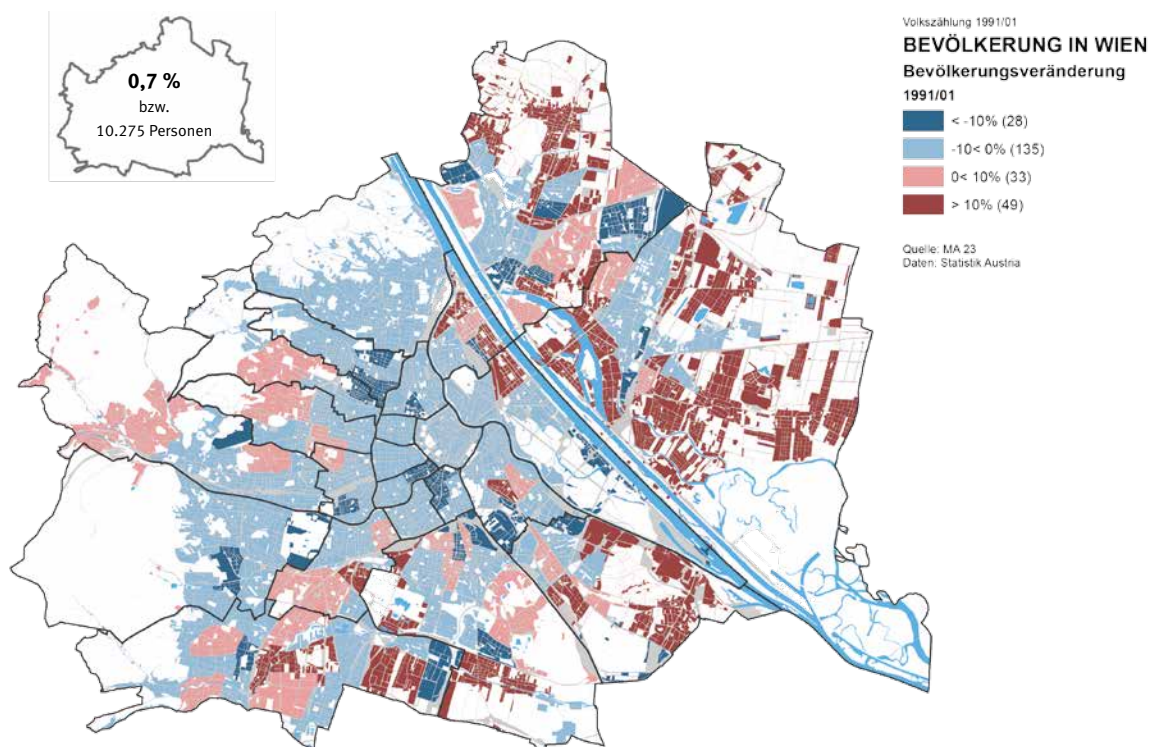 0,7 %
bzw.
10.275 Personen
Volkszählung 1991/01
BEVÖLKERUNG IN WIEN
Bevölkerungsveränderung
1991/01
< -10% (28)
-10< 0% (135)
0< 10% (33)
> 10% (49)
Quelle: MA 23
Daten: Statistik Austria